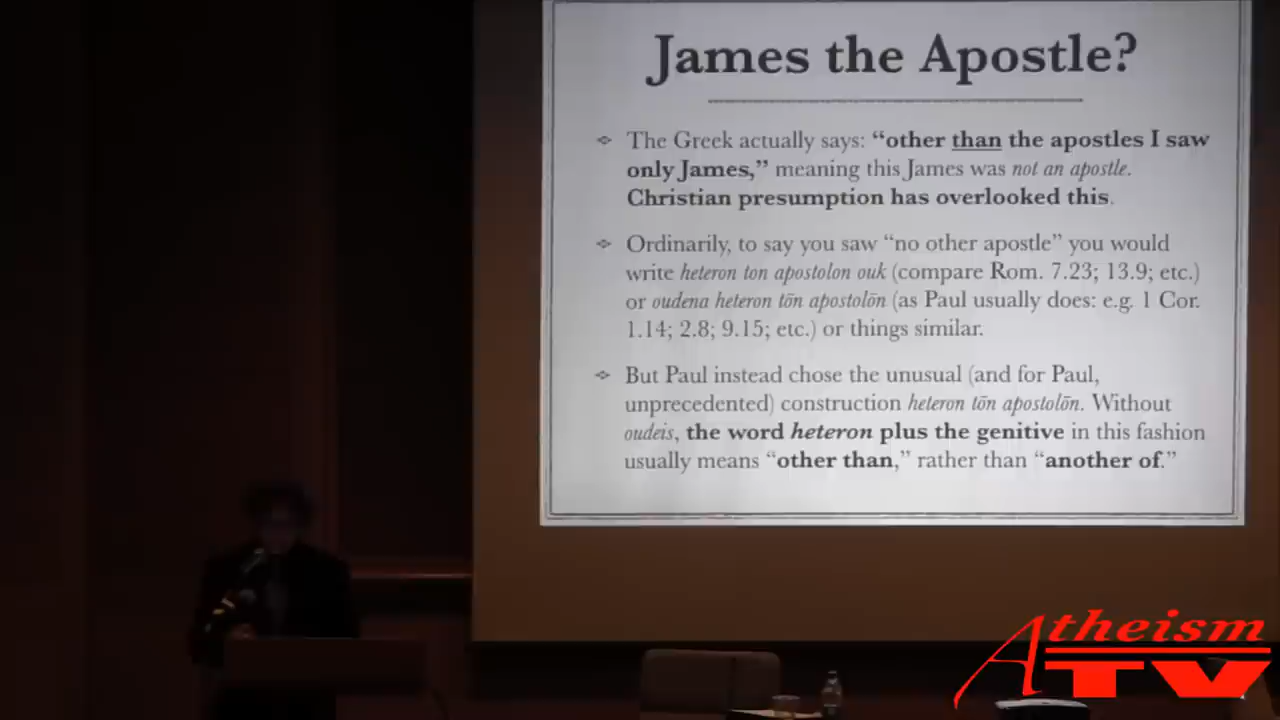 James the Apostle?
The Greek actually says: “other than the apostles I saw
only James,” meaning this James was not an apostle.
Christian presumption has overlooked this.
Ordinarily, to say you saw “no other apostle” you would
write heteron ton apostolon ouk (compare Rom. 7.23; 13.9; etc.)
or oudena heteron tōn apostolōn (as Paul usually does: e.g. 1 Cor.
1.14; 2.8; 9.15; etc.) or things similar.
But Paul instead chose the unusual (and for Paul,
unprecedented) construction heteron tōn apostolōn. Without
oudeis, the word heteron plus the genitive in this fashion
usually means “other than,” rather than “another of.”
Atheism
TV